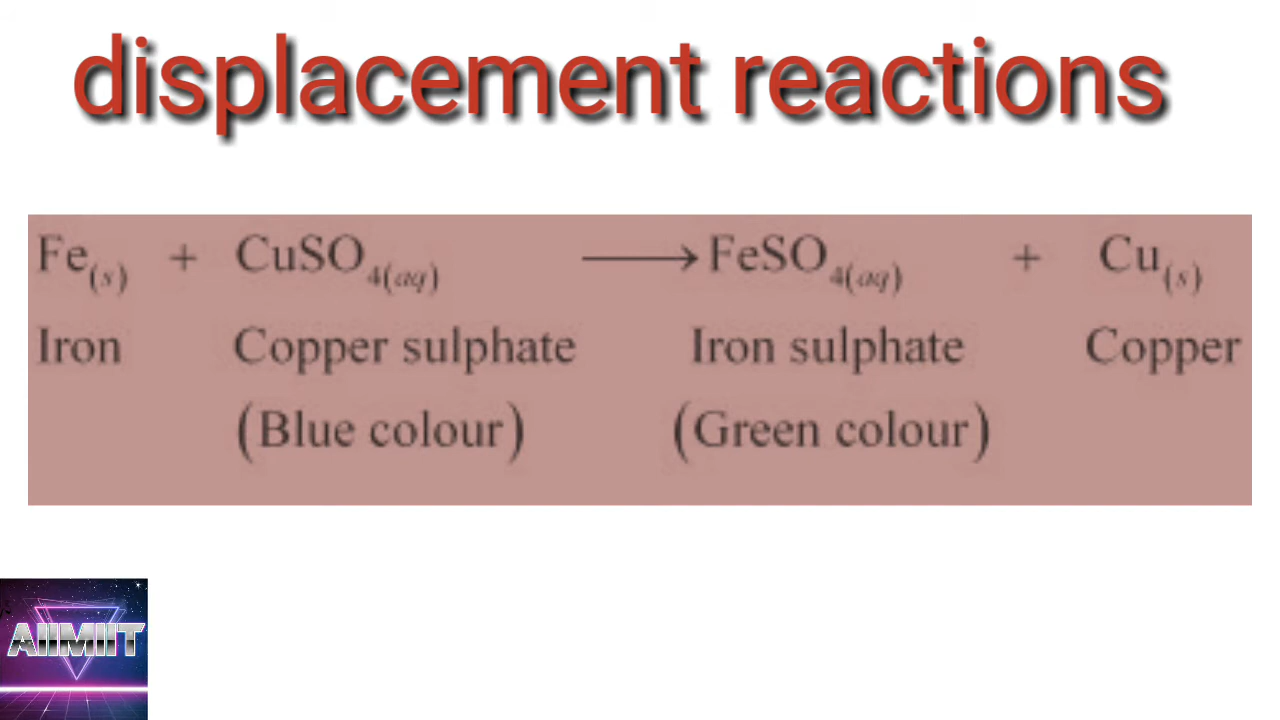 displacement reactions
Fe(s) + CuSO4(aq) ⟶ FeSO4(aq) + Cu(s)
Iron Copper sulphate Iron sulphate Copper
(Blue colour) (Green colour)
AIIMIIT